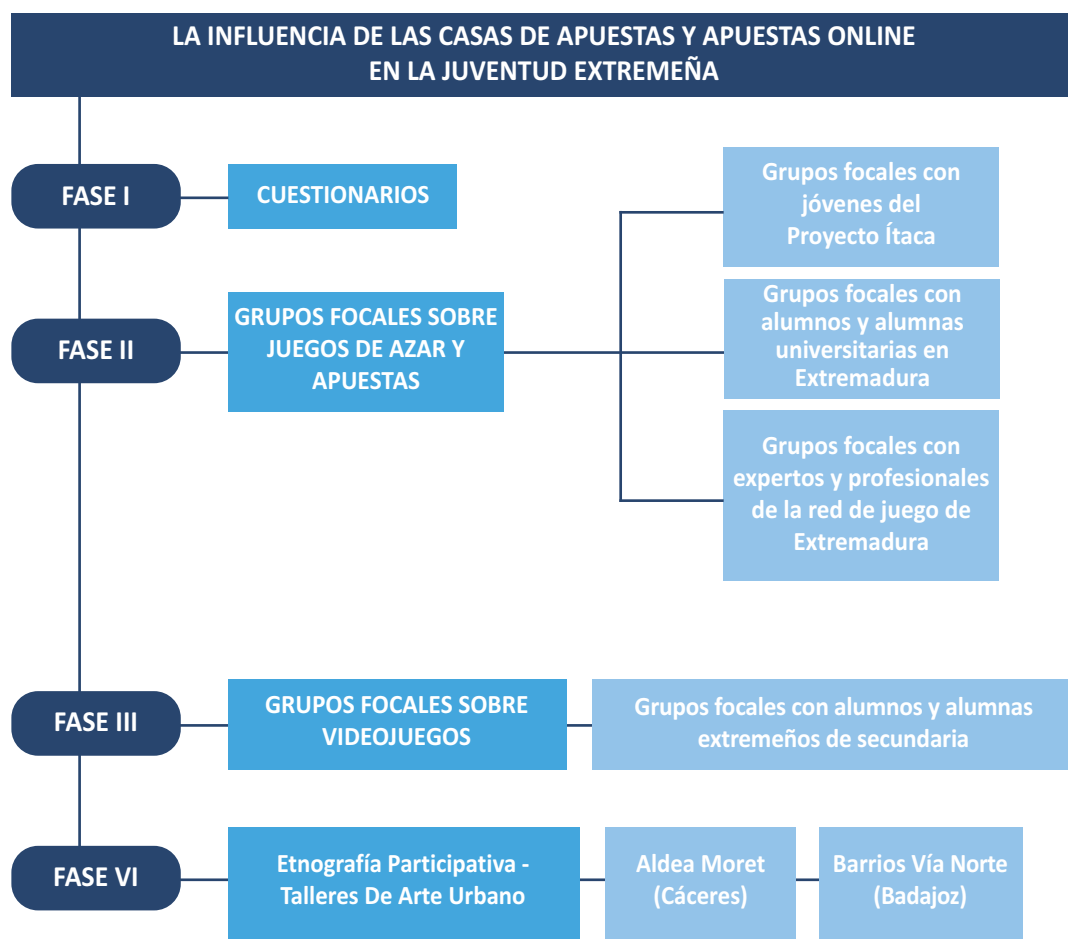 LA INFLUENCIA DE LAS CASAS DE APUESTAS Y APUESTAS ONLINE
EN LA JUVENTUD EXTREMEÑA
FASE I
CUESTIONARIOS
FASE II
GRUPOS FOCALES SOBRE
JUEGOS DE AZAR Y
APUESTAS
Grupos focales con
jóvenes del
Proyecto Ítaca
Grupos focales con
alumnos y alumnas
universitarias en
Extremadura
Grupos focales con
expertos y profesionales
de la red de juego de
Extremadura
FASE III
GRUPOS FOCALES SOBRE
VIDEOJUEGOS
Grupos focales con alumnos y alumnas
extremeños de secundaria
FASE VI
Etnografía Participativa -
Talleres De Arte Urbano
Aldea Moret
(Cáceres)
Barrios Vía Norte
(Badajoz)